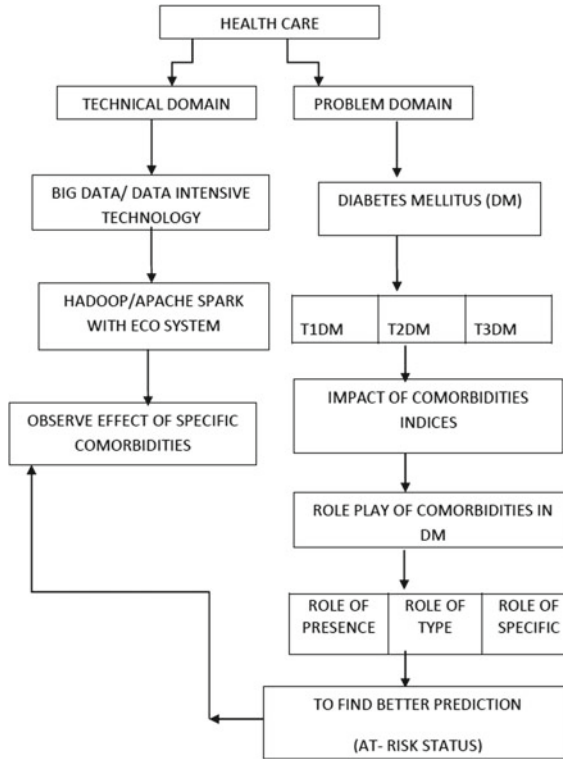 HEALTH CARE
TECHNICAL DOMAIN
PROBLEM DOMAIN
BIG DATA/ DATA INTENSIVE
TECHNOLOGY
DIABETES MELLITUS (DM)
HADOOP/APACHE SPARK
WITH ECO SYSTEM
T1DM
T2DM
T3DM
OBSERVE EFFECT OF SPECIFIC
COMORBIDITIES
IMPACT OF COMORBIDITIES
INDICES
ROLE PLAY OF COMORBIDITIES IN
DM
ROLE OF
PRESENCE
ROLE OF
TYPE
ROLE OF
SPECIFIC
TO FIND BETTER PREDICTION
(AT- RISK STATUS)